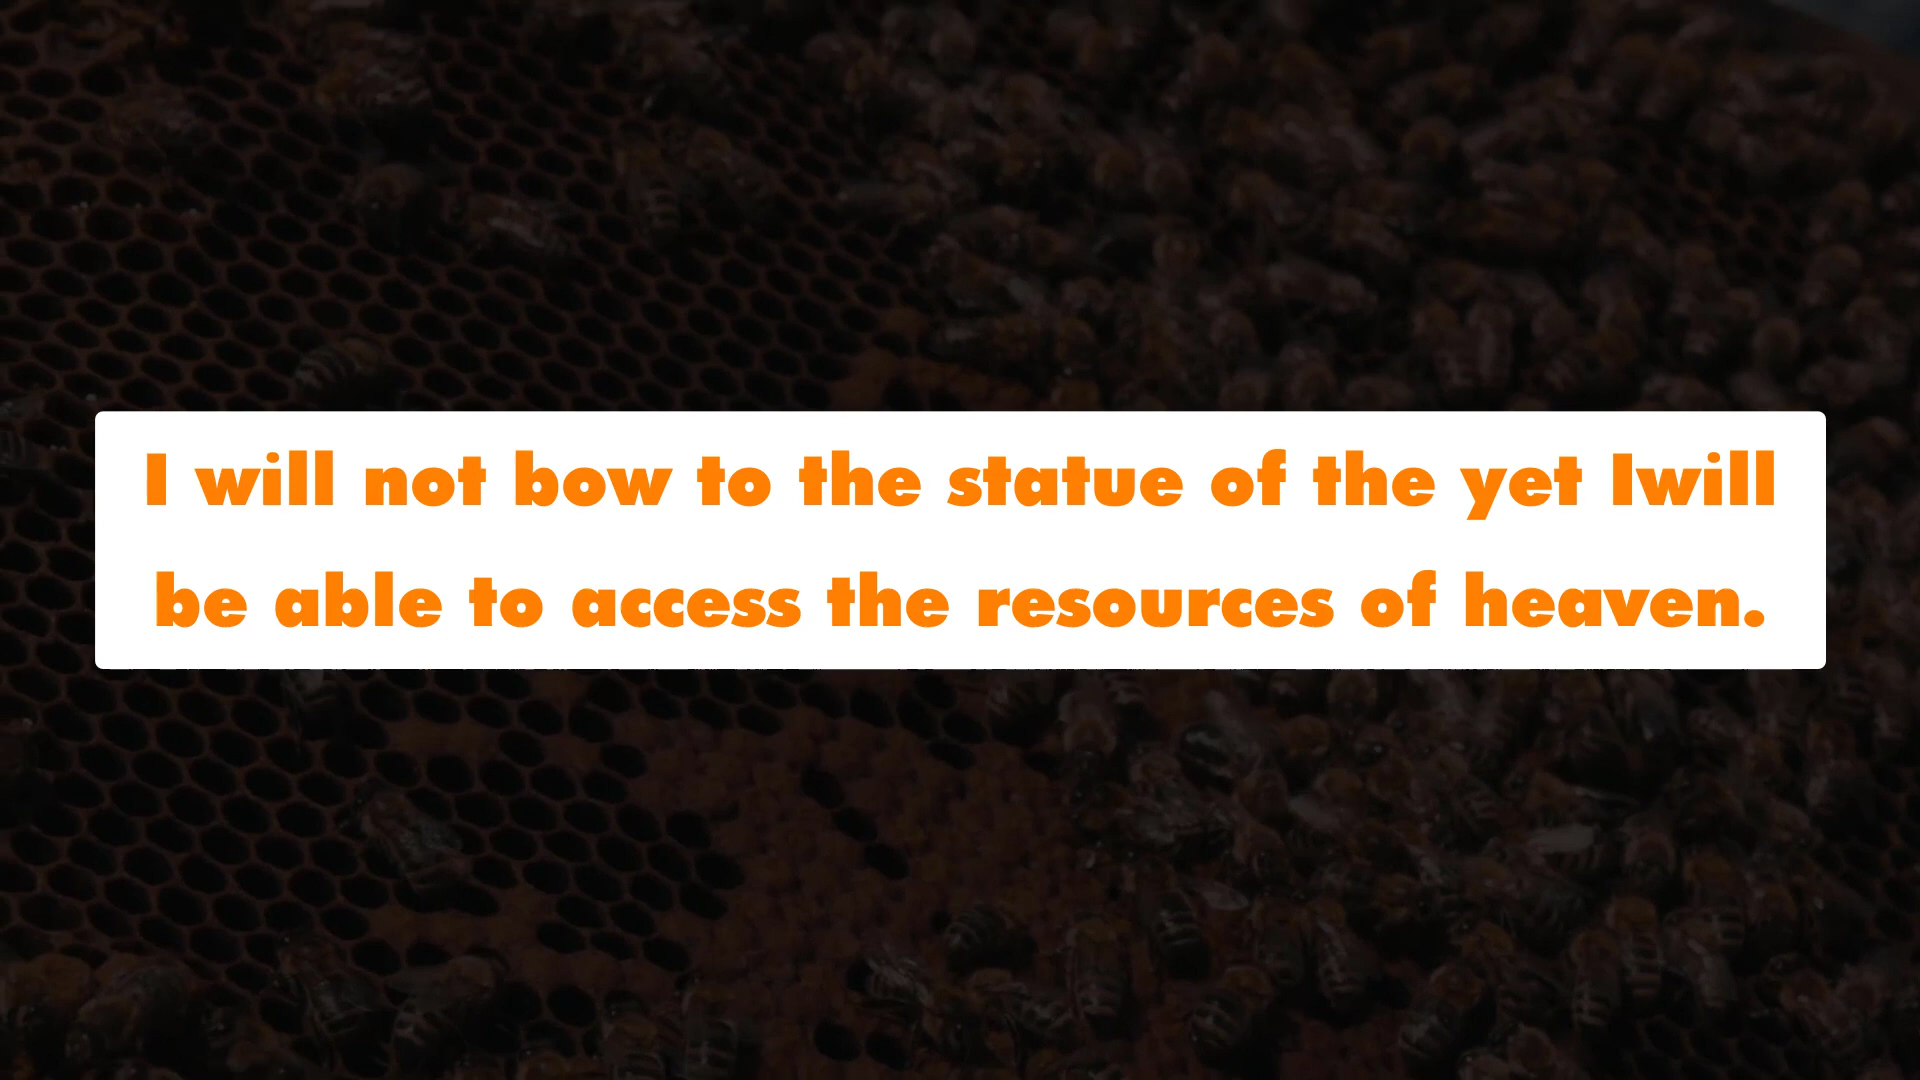 I will not bow to the statue of the yet Iwill
be able to access the resources of heaven.